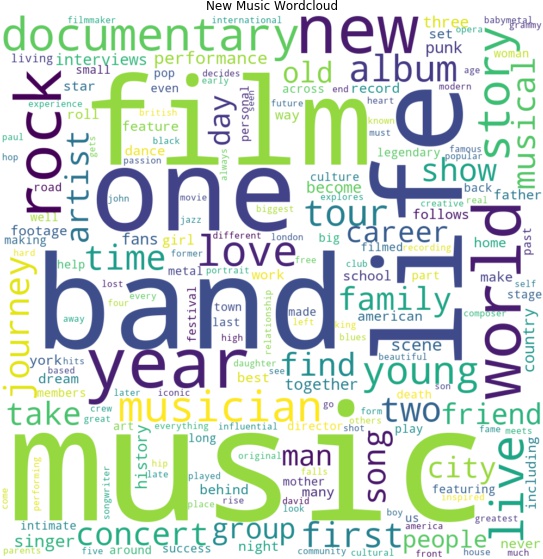 New Music Wordcloud
filmmaker
international
babymetal
grammy
documentary
new
three
set
opera
living
interviews
performance
punk
woman
small
pop
old
across
end
record
album
age
modern
star
even
decides
early
story
musical
experience
roll
british
film
way
future
heart
known
must
paul
gets
feature
black
day
personal
seen
legendary
famous
popular
rock
artist
hop
dance
passion
always
become
culture
explores
show
creative
real
road
john
movie
one
tour
follows
back
father
well
footage
jazz
biggest
career
life
world
making
fans
girl
different
london
big
filmed
recording
home
past
hard
time
former
love
free
club
school
part
make
self
stage
help
metal
portrait
work
journey
lost
every
four
band
festival
town
made
family
american
composer
country
away
last
left
king
scene
beautiful
york
hits
high
relationship
blues
based
year
daughter
see
find
young
dream
iconic
best
together
son
members
later
death
take
crew
great
musician
go
form
others
two
friend
art
everything
influential
director
shot
play
fame
meets
history
long
original
man
song
city
live
including
music
hip
late
played
falls
mother
many
featuring
inspired
come
performing
songwriter
behind
rise
david
look
boy
us
america
greatest
intimate
singer
places
concert
group
first
people
never
parents
five
around
success
night
community
cultural
front
house
much